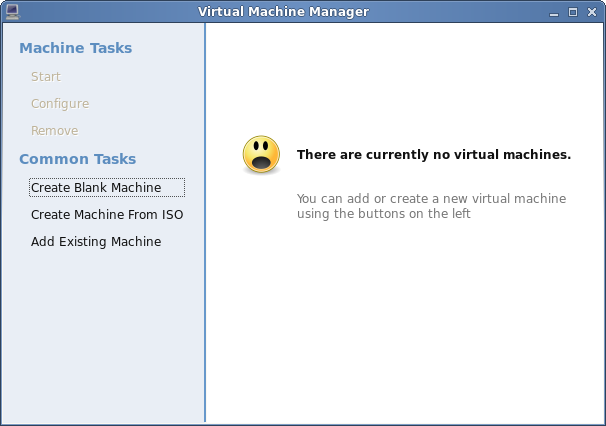 Virtual Machine Manager
Machine Tasks
Start
Configure
Remove
Common Tasks
Create Blank Machine
Create Machine From ISO
Add Existing Machine
There are currently no virtual machines.
You can add or create a new virtual machine
using the buttons on the left